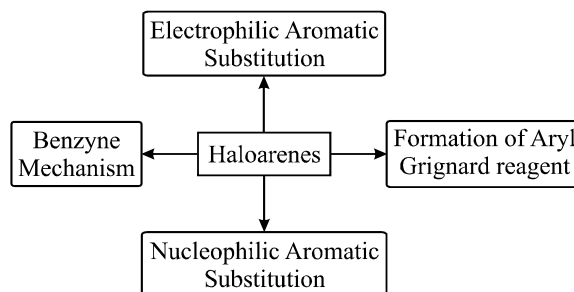 Electrophilic Aromatic
Substitution
Benzyne
Mechanism
Haloarenes
Formation of Aryl
Grignard reagent
Nucleophilic Aromatic
Substitution